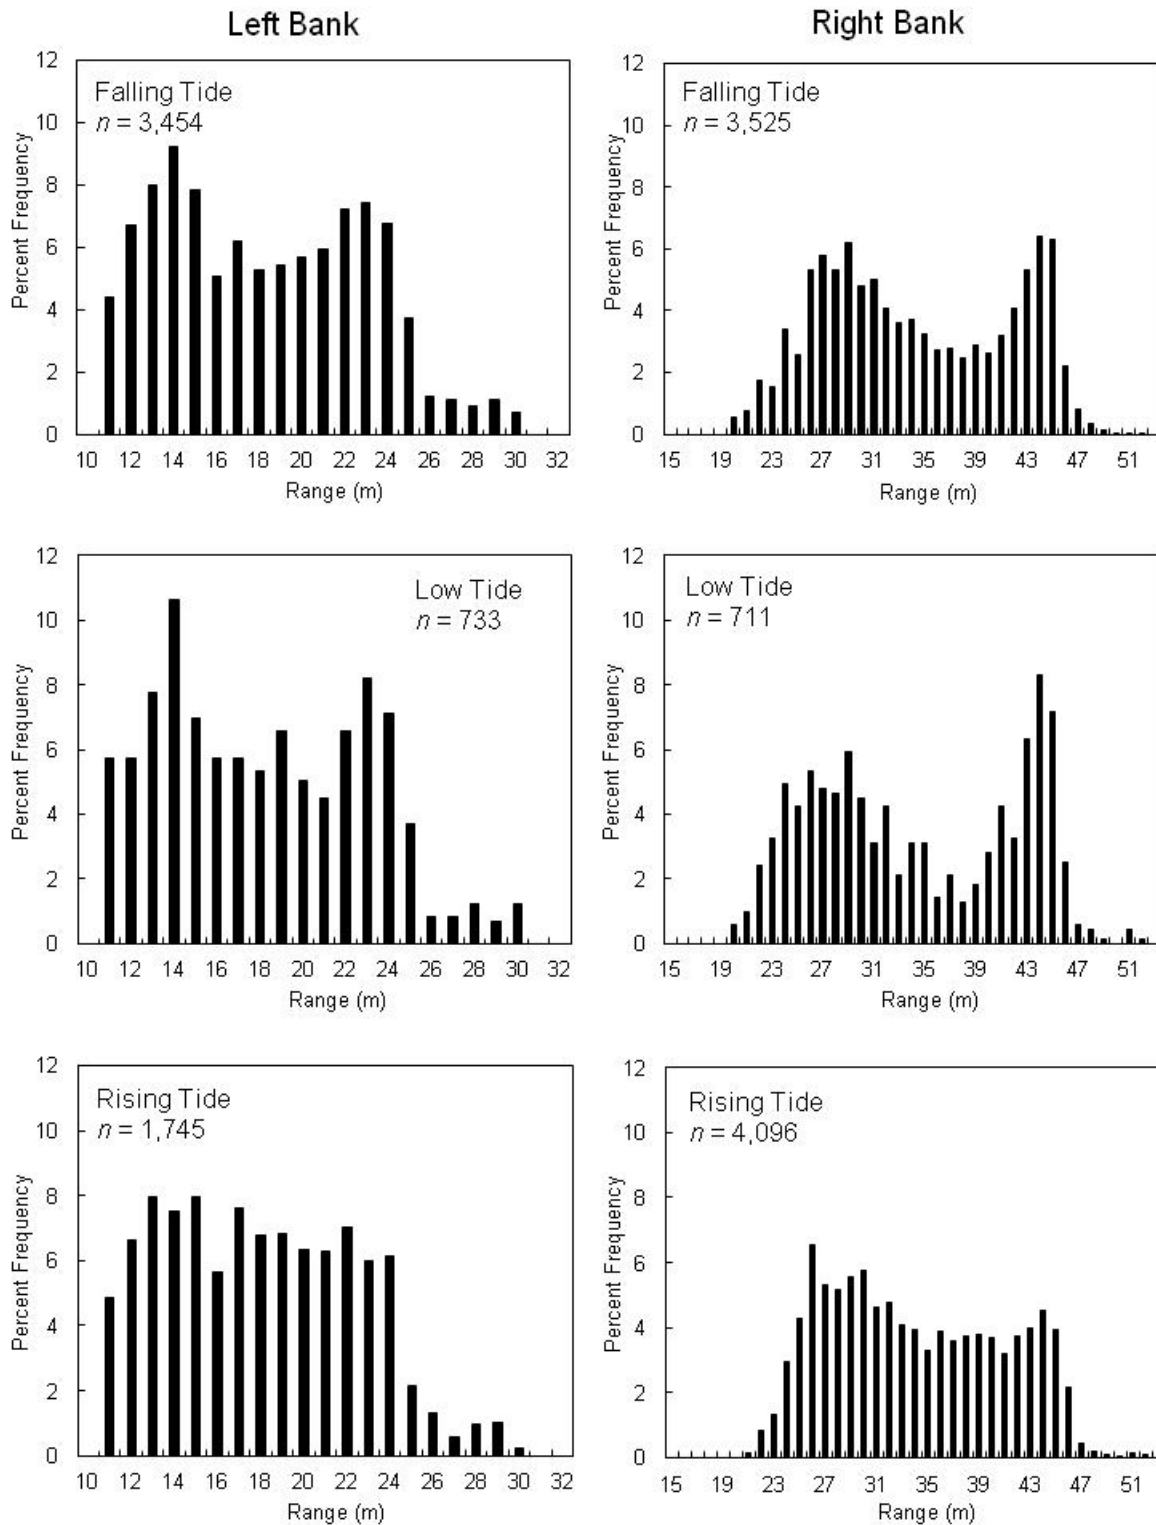 Left Bank
Right Bank
12
10
8
6
4
2
0
Percent Frequency
Falling Tide
n = 3,454
10 12 14 16 18 20 22 24 26 28 30 32
Range (m)
12
10
8
6
4
2
0
Percent Frequency
Falling Tide
n = 3,525
15 19 23 27 31 35 39 43 47 51
Range (m)
12
10
8
6
4
2
0
Percent Frequency
Low Tide
n = 733
10 12 14 16 18 20 22 24 26 28 30 32
Range (m)
12
10
8
6
4
2
0
Percent Frequency
Low Tide
n = 711
15 19 23 27 31 35 39 43 47 51
Range (m)
12
10
8
6
4
2
0
Percent Frequency
Rising Tide
n = 1,745
10 12 14 16 18 20 22 24 26 28 30 32
Range (m)
12
10
8
6
4
2
0
Percent Frequency
Rising Tide
n = 4,096
15 19 23 27 31 35 39 43 47 51
Range (m)